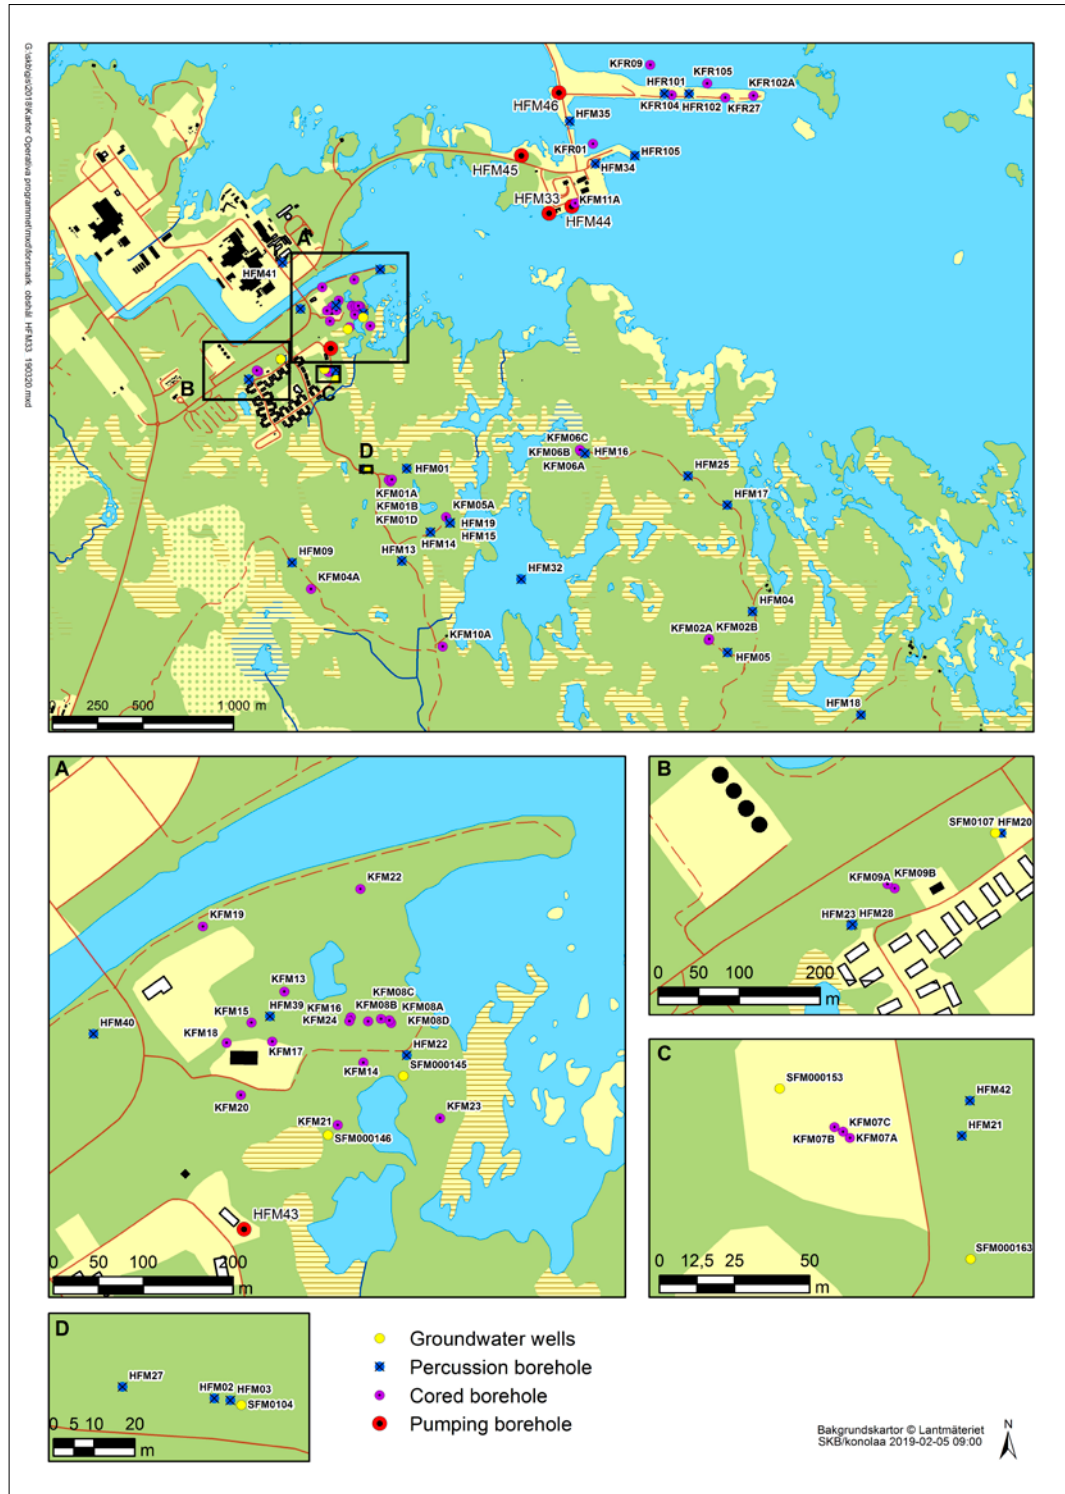 G:\skb\gis\2018\Kartor Operativa programmet\mxd\forsmark_obshål_HFM33_190320.mxd
KFR09
KFR105
HFR101
KFR102A
HFM46
KFR104
HFR102
KFR27
HFM35
KFR01
HFR105
HFM45
HFM34
HFM33
KFM11A
HFM44
A
HFM41
B
C
KFM06C
D
KFM06B
HFM16
HFM01
KFM06A
HFM25
KFM01A
KFM01B
KFM05A
HFM17
KFM01D
HFM19
HFM14
HFM15
HFM13
HFM09
HFM32
KFM04A
HFM04
KFM10A
KFM02A
KFM02B
HFM05
HFM18
0 250 500 1 000 m
A
KFM22
KFM19
KFM13
KFM08C
KFM16
KFM08B
KFM08A
KFM15
HFM39
KFM24
KFM08D
HFM40
KFM18
KFM17
HFM22
KFM14
SFM000145
KFM20
KFM21
KFM23
SFM000146
HFM43
0 50 100 200
m
B
SFM0107
HFM20
KFM09A
KFM09B
HFM23
HFM28
0 50 100 200
m
C
SFM000153
HFM42
KFM07C
HFM21
KFM07B
KFM07A
SFM000163
0 12,5 25 50
m
D
HFM27
HFM02
HFM03
SFM0104
0 5 10 20
m
Groundwater wells
Percussion borehole
Cored borehole
Pumping borehole
Bakgrundskartor © Lantmäteriet
SKB/konolaa 2019-02-05 09:00
N